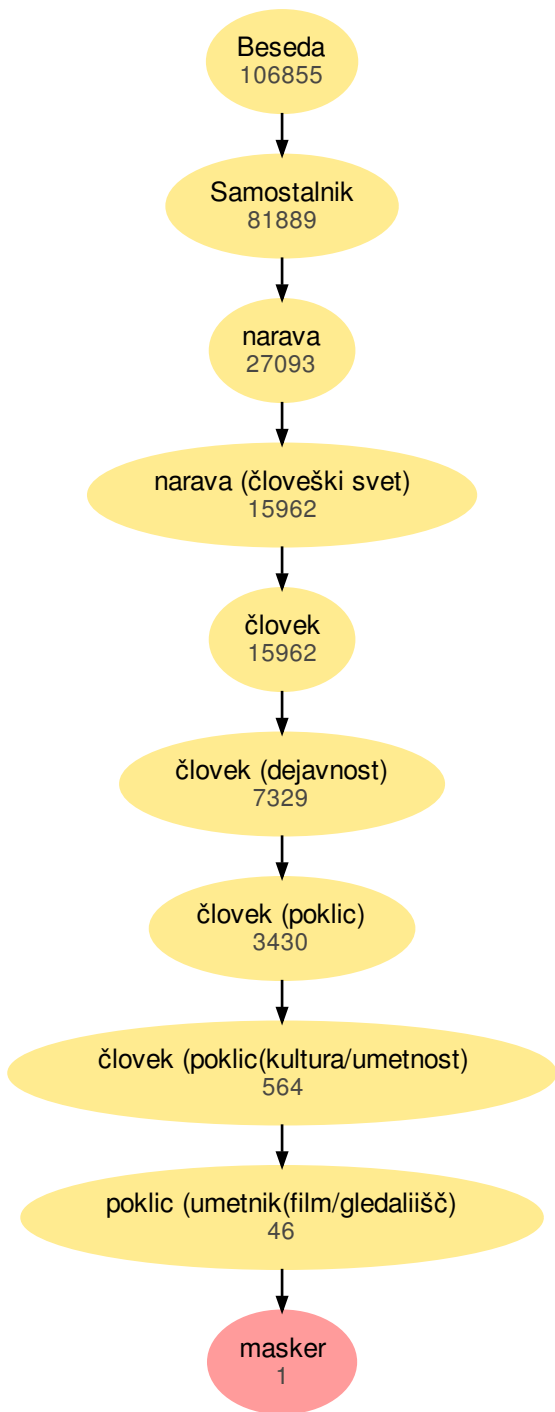 Beseda
106855
Samostalnik
81889
narava
27093
narava (človeški svet)
15962
človek
15962
človek (dejavnost)
7329
človek (poklic)
3430
človek (poklic(kultura/umetnost)
564
poklic (umetnik(film/gledaliišč)
46
masker
1